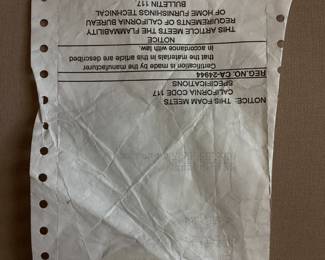 NOTICE: THIS FOAM MEETS
CALIFORNIA CODE 117
SPECIFICATIONS
REG.NO. CA-24944
Certification is made by the manufacturer
that the materials in this article are described
in accordance with law.
NOTICE
THIS ARTICLE MEETS THE FLAMMABILITY
REQUIREMENTS OF CALIFORNIA BUREAU
OF HOME FURNISHINGS TECHNICAL
BULLETIN 117